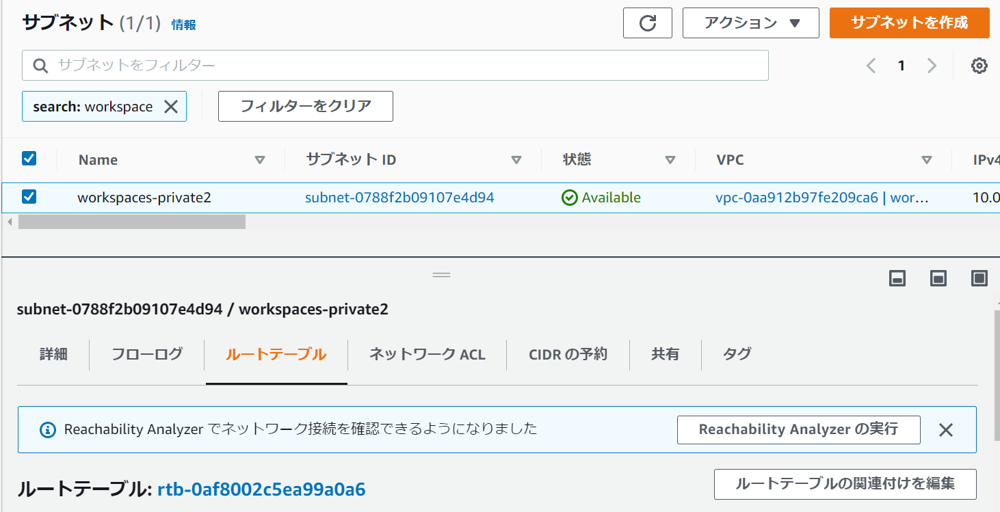 サブネット (1/1) 情報
アクション サブネットを作成
サブネットをフィルター
1
search: workspace フィルターをクリア
Name サブネット ID 状態 VPC IPv4
workspaces-private2 subnet-0788f2b09107e4d94 Available vpc-0aa912b97fe209ca6 | wor… 10.0
subnet-0788f2b09107e4d94 / workspaces-private2
詳細 フローログ ルートテーブル ネットワーク ACL CIDR の予約 共有 タグ
Reachability Analyzer でネットワーク接続を確認できるようになりました Reachability Analyzer の実行
ルートテーブル: rtb-0af8002c5ea99a0a6 ルートテーブルの関連付けを編集